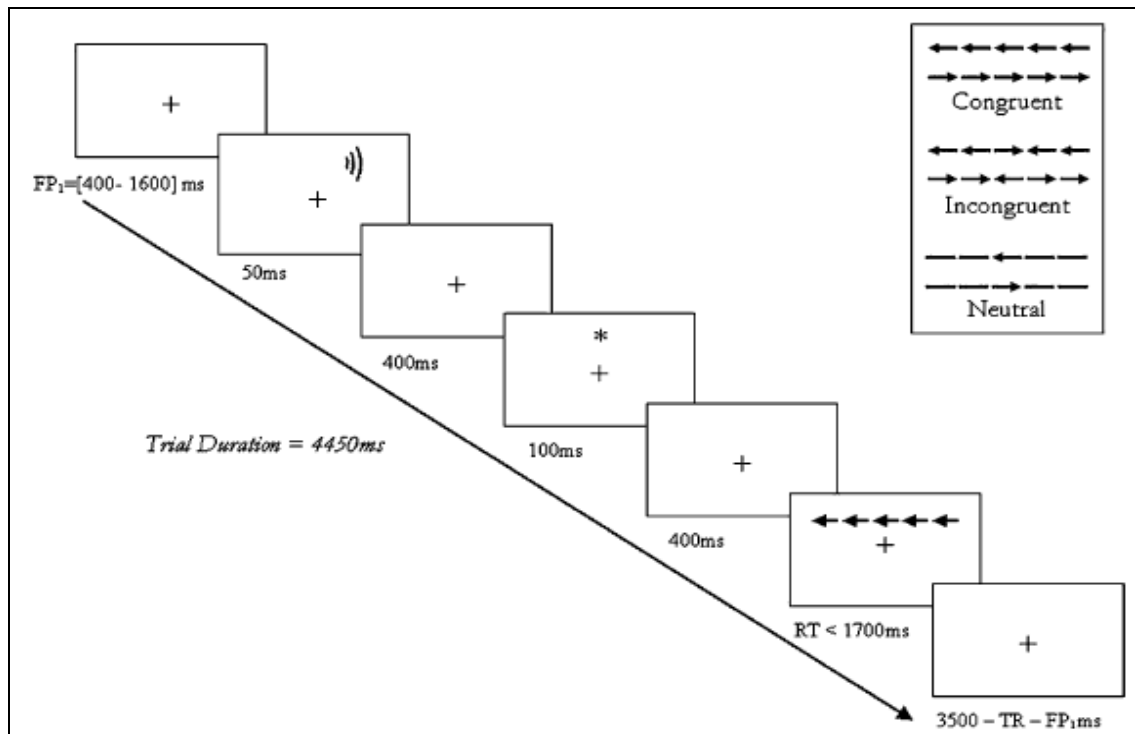 FP₁=[400- 1600] ms
50ms
400ms
*
100ms
Trial Duration = 4450ms
400ms
RT < 1700ms
3500 – TR – FP₁ms
Congruent
Incongruent
Neutral